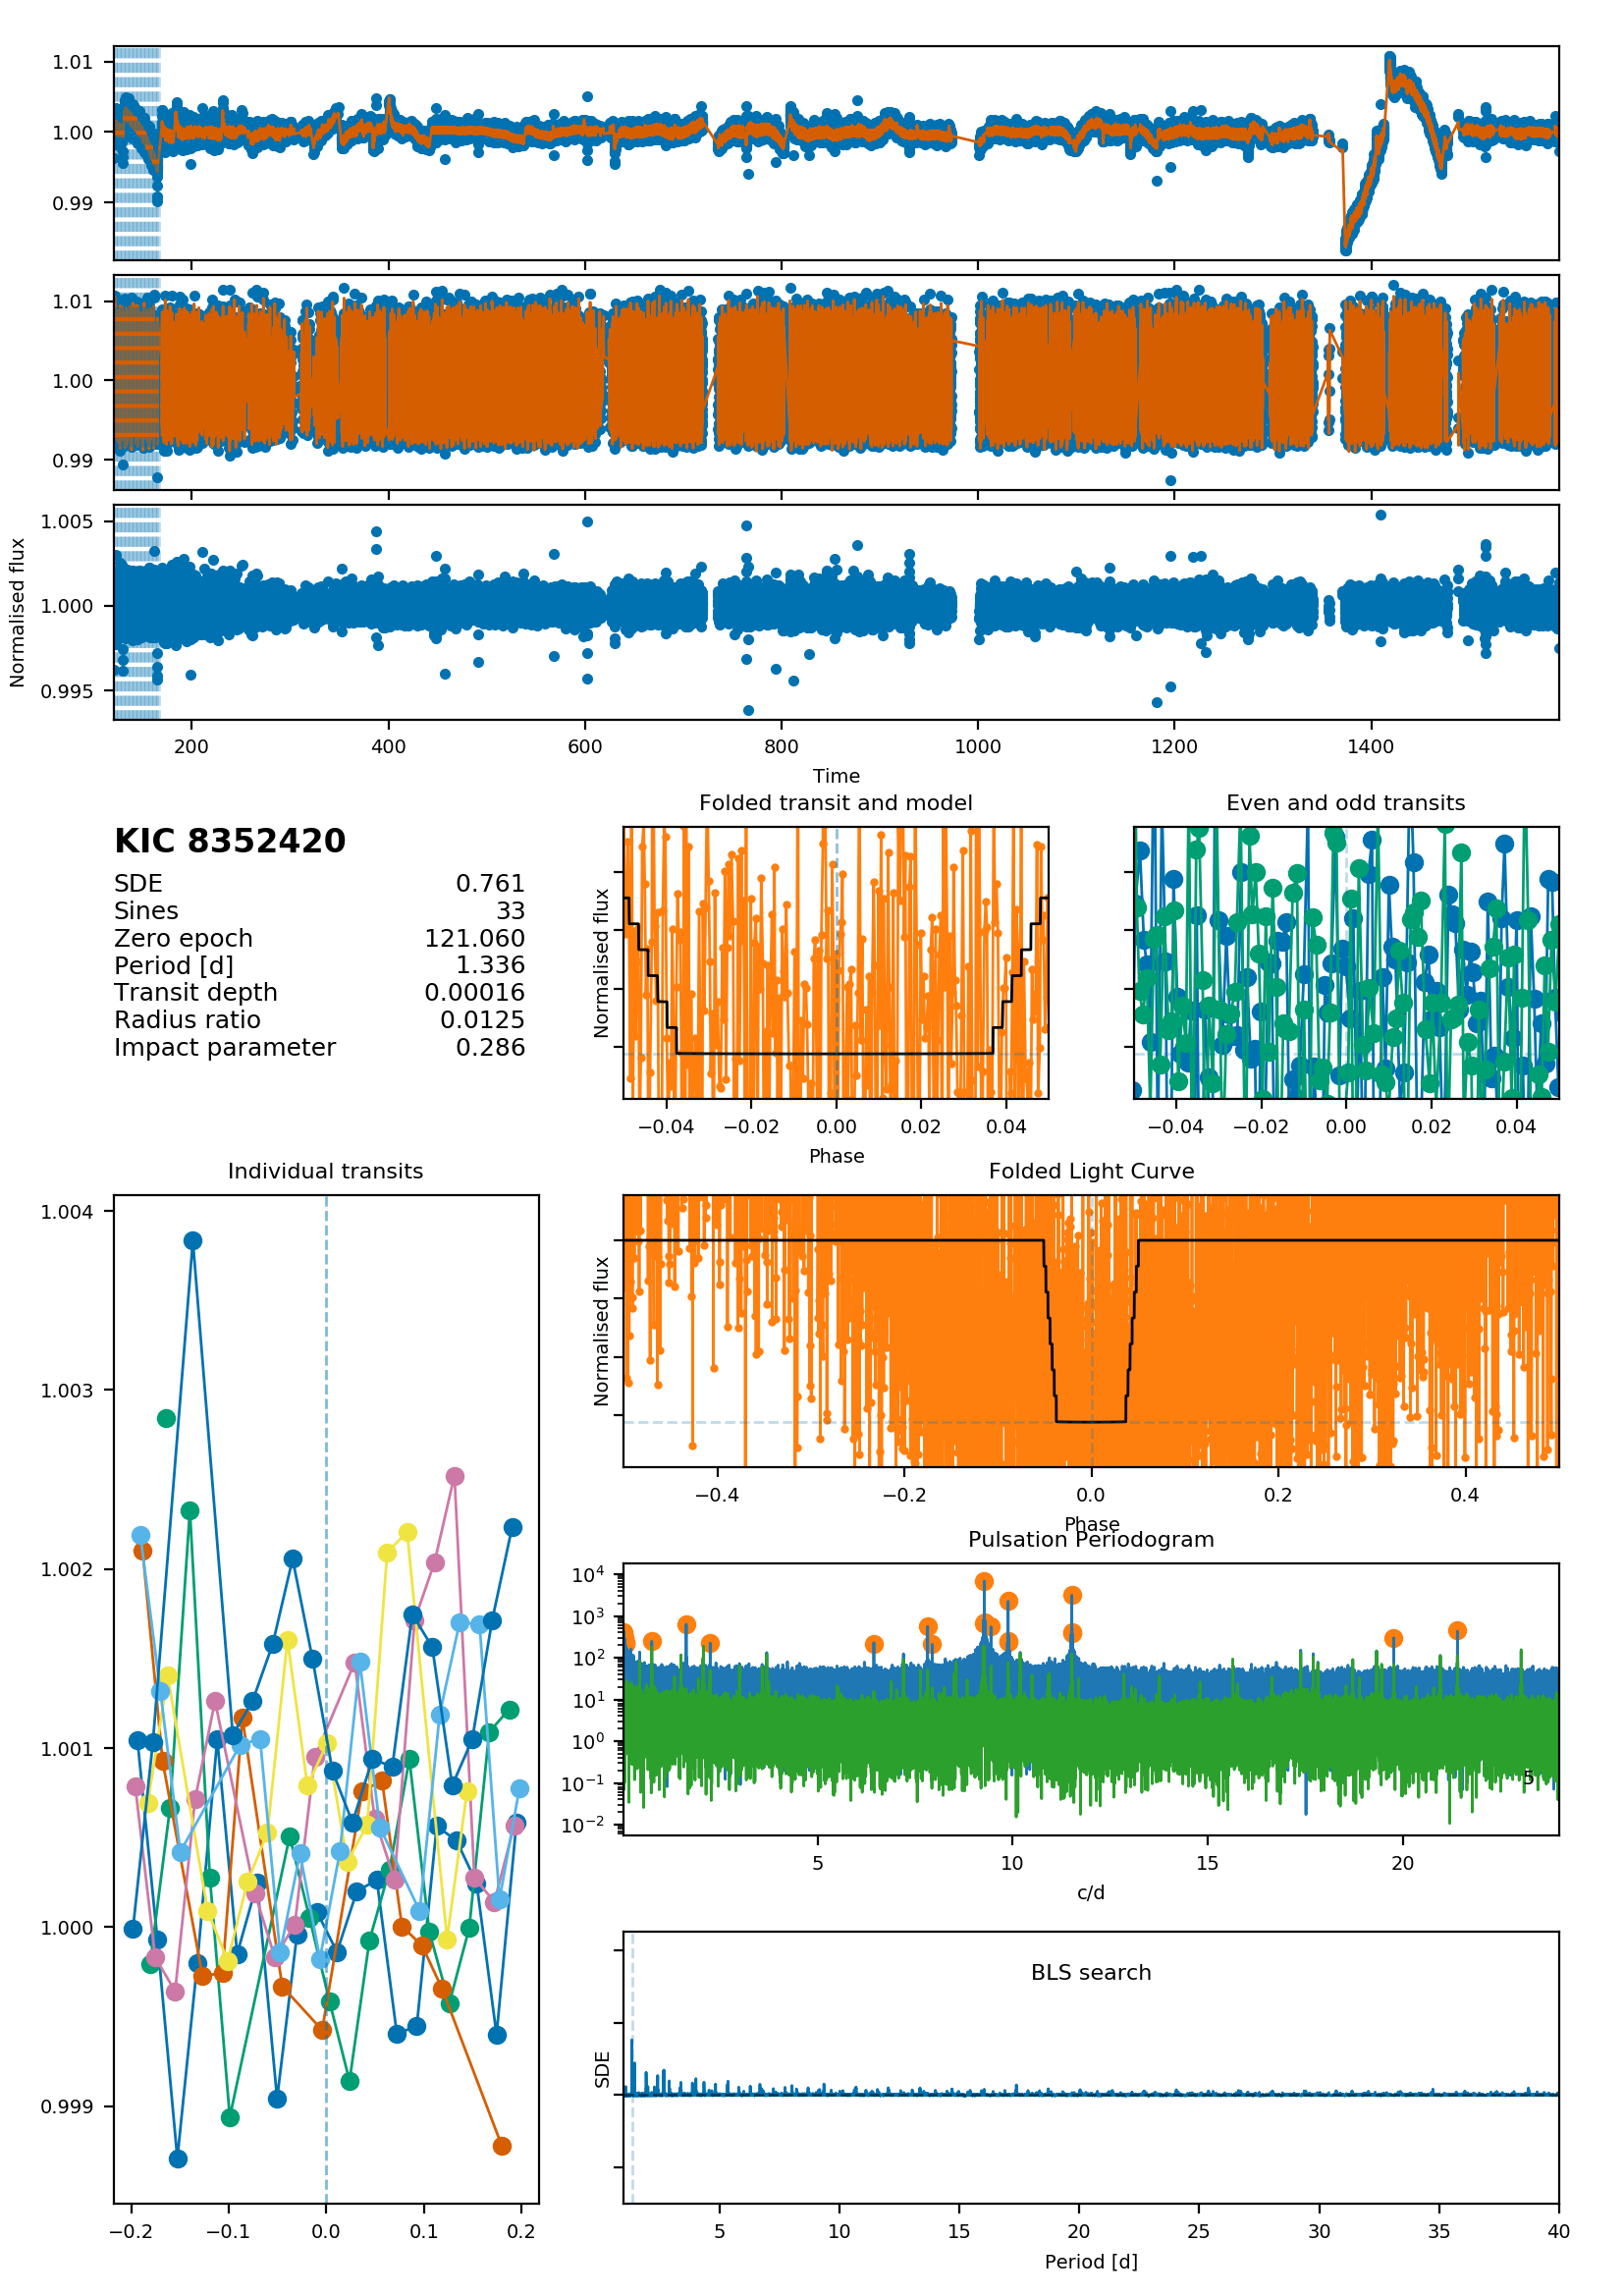 1.01
1.00
0.99
1.01
1.00
0.99
1.005
1.000
0.995
Normalised flux
200 400 600 800 1000 1200 1400
Time
KIC 8352420
SDE 0.761
Sines 33
Zero epoch 121.060
Period [d] 1.336
Transit depth 0.00016
Radius ratio 0.0125
Impact parameter 0.286
Folded transit and model
Normalised flux
−0.04 −0.02 0.00 0.02 0.04
Phase
Even and odd transits
−0.04 −0.02 0.00 0.02 0.04
Individual transits
1.004
1.003
1.002
1.001
1.000
0.999
−0.2 −0.1 0.0 0.1 0.2
Folded Light Curve
Normalised flux
−0.4 −0.2 0.0 0.2 0.4
Phase
Pulsation Periodogram
10⁴
10³
10²
10¹
10⁰
10⁻¹
10⁻²
5
5 10 15 20
c/d
BLS search
SDE
5 10 15 20 25 30 35 40
Period [d]